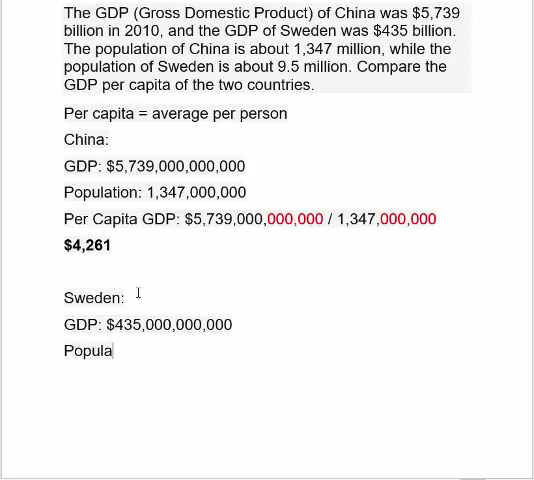 The GDP (Gross Domestic Product) of China was $5,739
billion in 2010, and the GDP of Sweden was $435 billion.
The population of China is about 1,347 million, while the
population of Sweden is about 9.5 million. Compare the
GDP per capita of the two countries.
Per capita = average per person
China:
GDP: $5,739,000,000,000
Population: 1,347,000,000
Per Capita GDP: $5,739,000,000,000 / 1,347,000,000
$4,261
Sweden:
GDP: $435,000,000,000
Popula